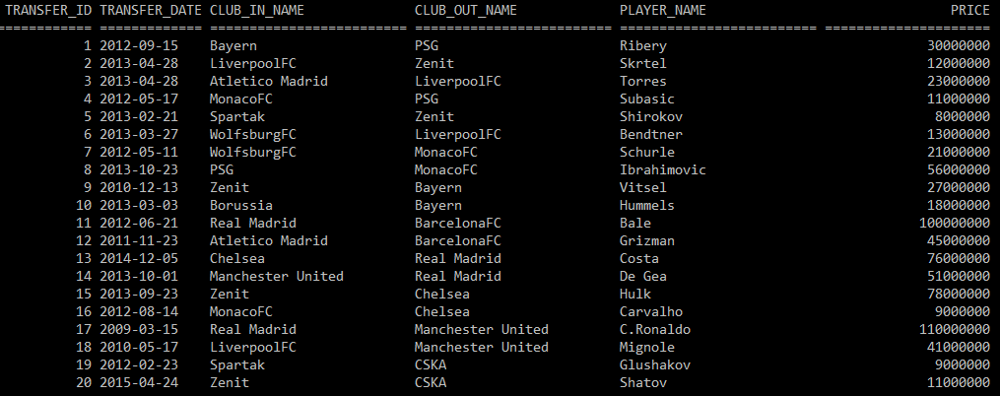 TRANSFER_ID TRANSFER_DATE CLUB_IN_NAME CLUB_OUT_NAME PLAYER_NAME PRICE
============ ============= ========================= ========================= ========================= =====================
1 2012-09-15 Bayern PSG Ribery 30000000
2 2013-04-28 LiverpoolFC Zenit Skrtel 12000000
3 2013-04-28 Atletico Madrid LiverpoolFC Torres 23000000
4 2012-05-17 MonacoFC PSG Subasic 11000000
5 2013-02-21 Spartak Zenit Shirokov 8000000
6 2013-03-27 WolfsburgFC LiverpoolFC Bendtner 13000000
7 2012-05-11 WolfsburgFC MonacoFC Schurle 21000000
8 2013-10-23 PSG MonacoFC Ibrahimovic 56000000
9 2010-12-13 Zenit Bayern Vitsel 27000000
10 2013-03-03 Borussia Bayern Hummels 18000000
11 2012-06-21 Real Madrid BarcelonaFC Bale 100000000
12 2011-11-23 Atletico Madrid BarcelonaFC Grizman 45000000
13 2014-12-05 Chelsea Real Madrid Costa 76000000
14 2013-10-01 Manchester United Real Madrid De Gea 51000000
15 2013-09-23 Zenit Chelsea Hulk 78000000
16 2012-08-14 MonacoFC Chelsea Carvalho 9000000
17 2009-03-15 Real Madrid Manchester United C.Ronaldo 110000000
18 2010-05-17 LiverpoolFC Manchester United Mignole 41000000
19 2012-02-23 Spartak CSKA Glushakov 9000000
20 2015-04-24 Zenit CSKA Shatov 11000000